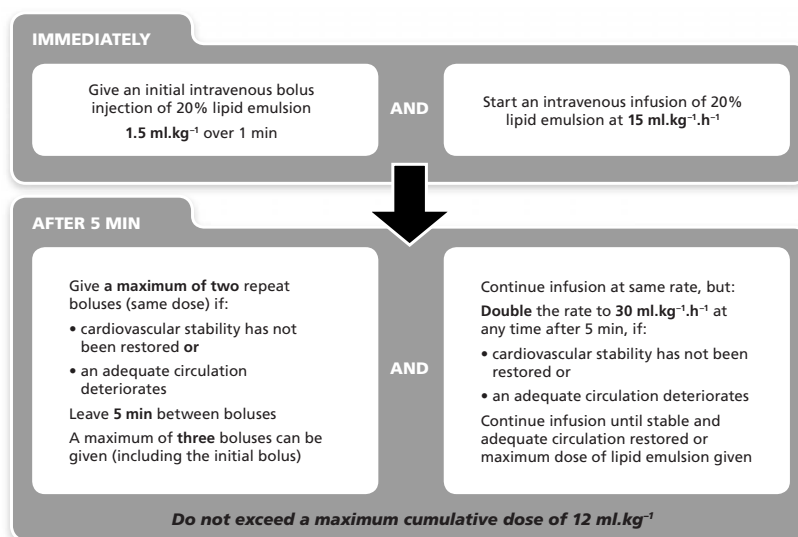 IMMEDIATELY
Give an initial intravenous bolus
injection of 20% lipid emulsion
1.5 ml.kg⁻¹ over 1 min
AND
Start an intravenous infusion of 20%
lipid emulsion at 15 ml.kg⁻¹.h⁻¹
AFTER 5 MIN
Give a maximum of two repeat
boluses (same dose) if:
• cardiovascular stability has not
been restored or
• an adequate circulation
deteriorates
Leave 5 min between boluses
A maximum of three boluses can be
given (including the initial bolus)
AND
Continue infusion at same rate, but:
Double the rate to 30 ml.kg⁻¹.h⁻¹ at
any time after 5 min, if:
• cardiovascular stability has not been
restored or
• an adequate circulation deteriorates
Continue infusion until stable and
adequate circulation restored or
maximum dose of lipid emulsion given
Do not exceed a maximum cumulative dose of 12 ml.kg⁻¹